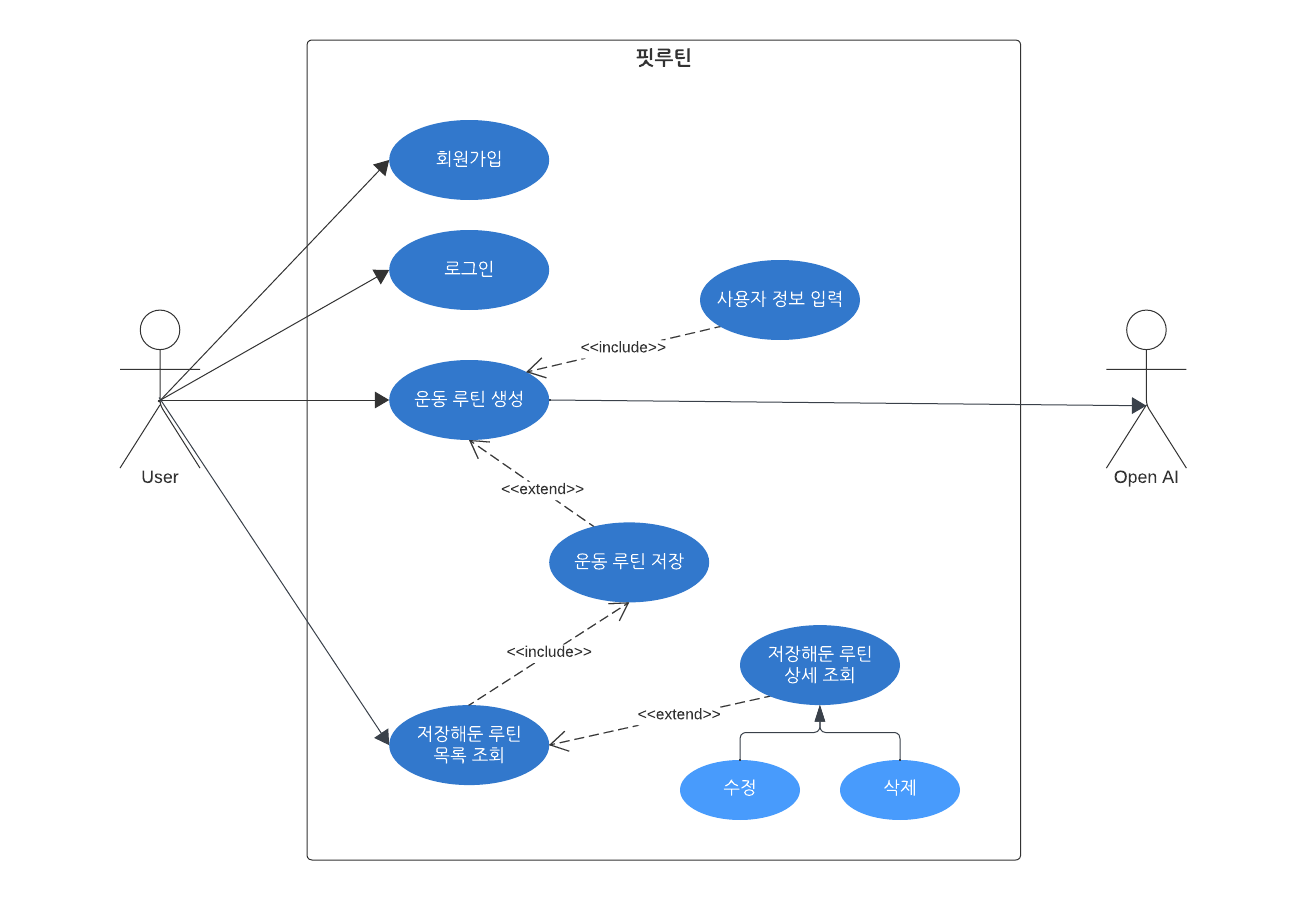 핏루틴
회원가입
로그인
사용자 정보 입력
<<include>>
운동 루틴 생성
User
Open AI
<<extend>>
운동 루틴 저장
<<include>>
저장해둔 루틴
상세 조회
<<extend>>
저장해둔 루틴
목록 조회
수정
삭제